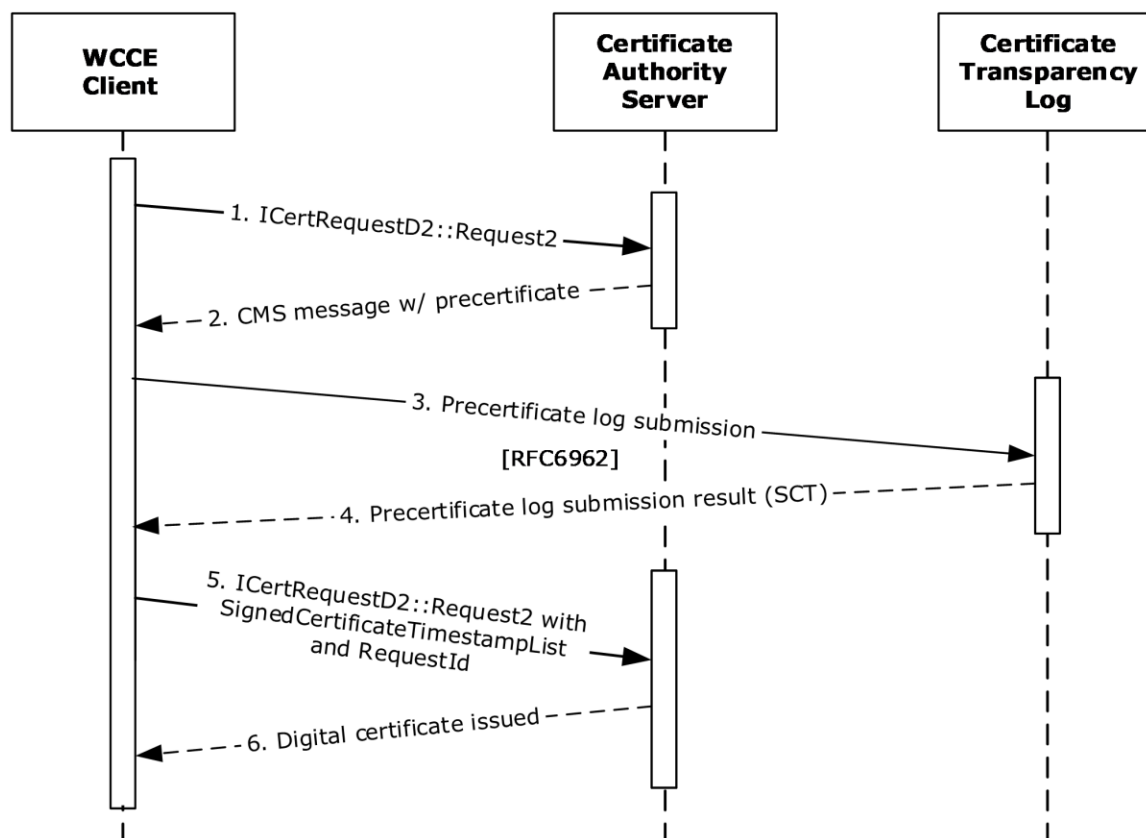 WCCE
Client
Certificate
Authority
Server
Certificate
Transparency
Log
1. ICertRequestD2::Request2
2. CMS message w/ precertificate
3. Precertificate log submission
[RFC6962]
4. Precertificate log submission result (SCT)
5. ICertRequestD2::Request2 with
SignedCertificateTimestampList
and RequestId
6. Digital certificate issued